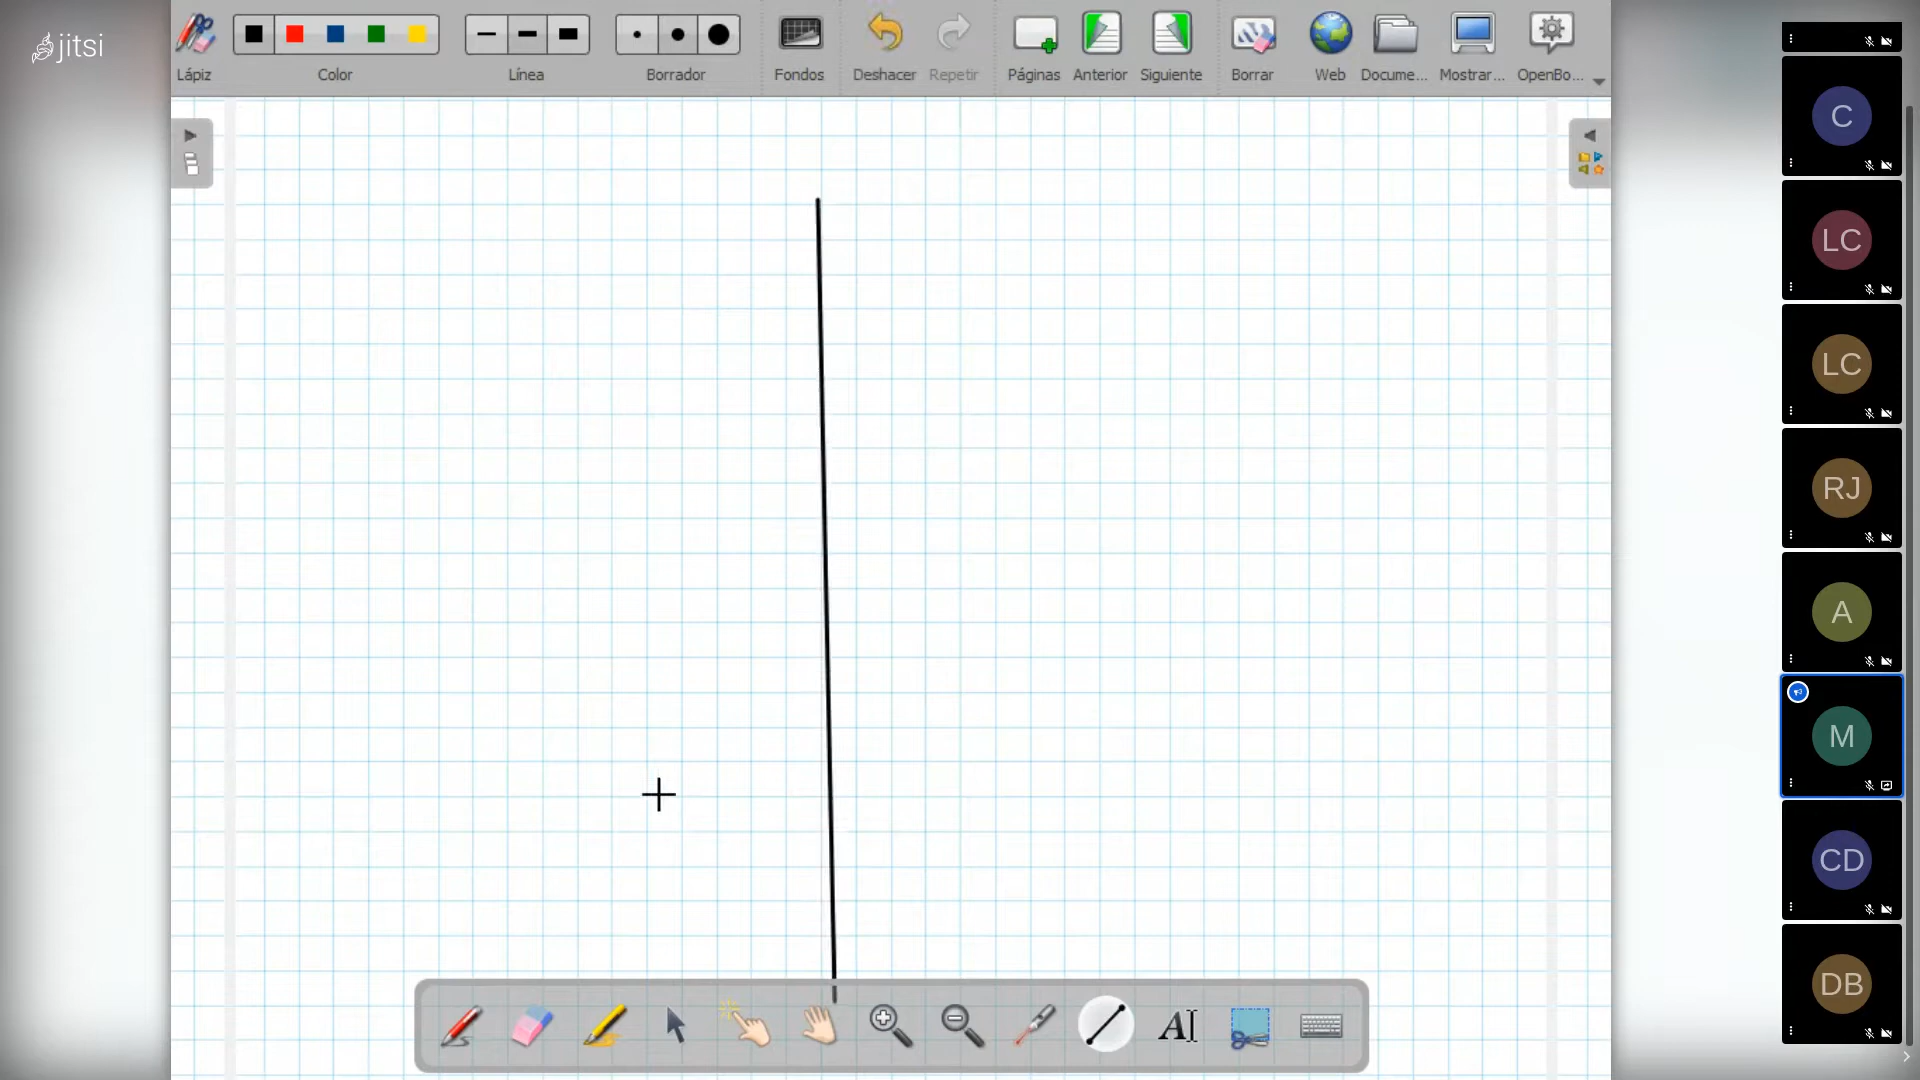 jitsi
Lápiz
Color
Línea
Borrador
Fondos
Deshacer
Repetir
Páginas
Anterior
Siguiente
Borrar
Web
Docume...
Mostrar...
OpenBo...
C
LC
LC
RJ
A
M
CD
DB
AI